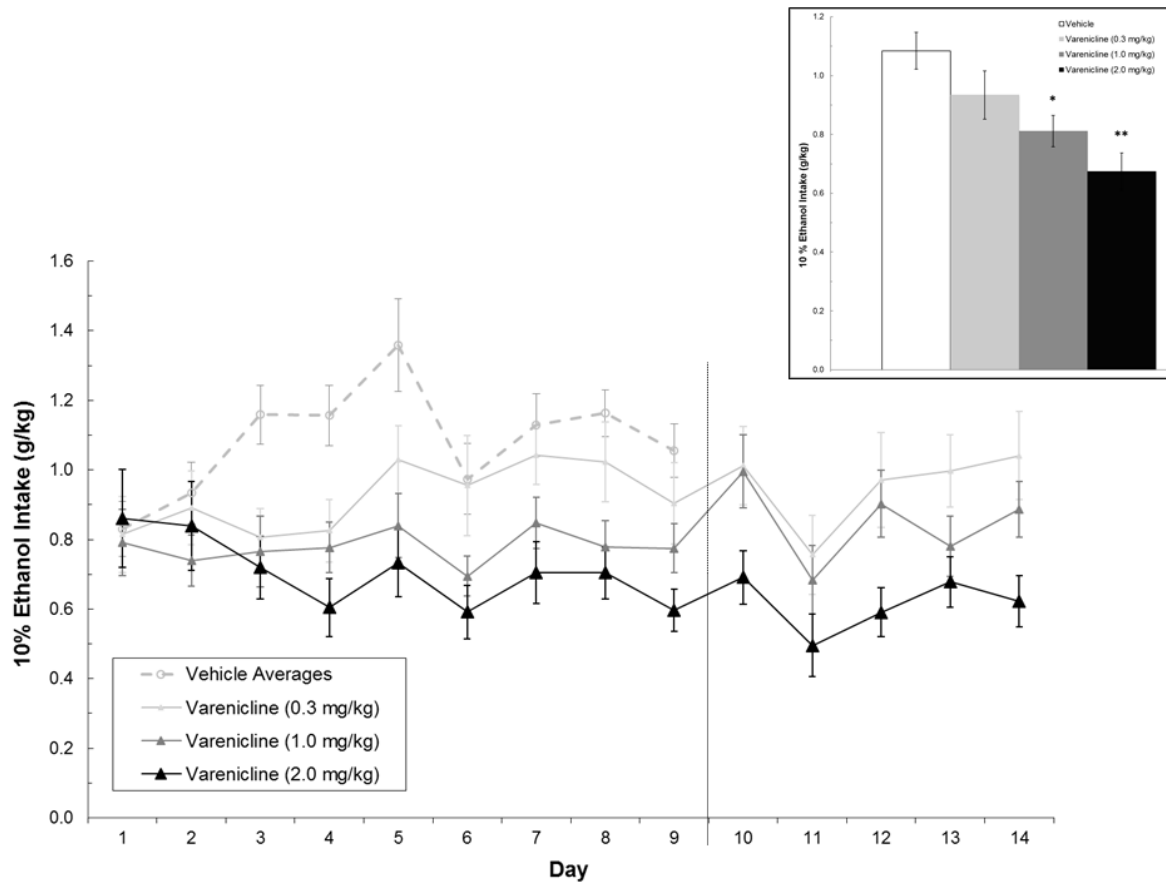 1.2
1.0
0.8
0.6
0.4
0.2
0.0
10 % Ethanol Intake (g/kg)
Vehicle
Varenicline (0.3 mg/kg)
Varenicline (1.0 mg/kg)
Varenicline (2.0 mg/kg)
*
**
1.6
1.4
1.2
1.0
0.8
0.6
0.4
0.2
0.0
10% Ethanol Intake (g/kg)
Vehicle Averages
Varenicline (0.3 mg/kg)
Varenicline (1.0 mg/kg)
Varenicline (2.0 mg/kg)
1 2 3 4 5 6 7 8 9 10 11 12 13 14
Day